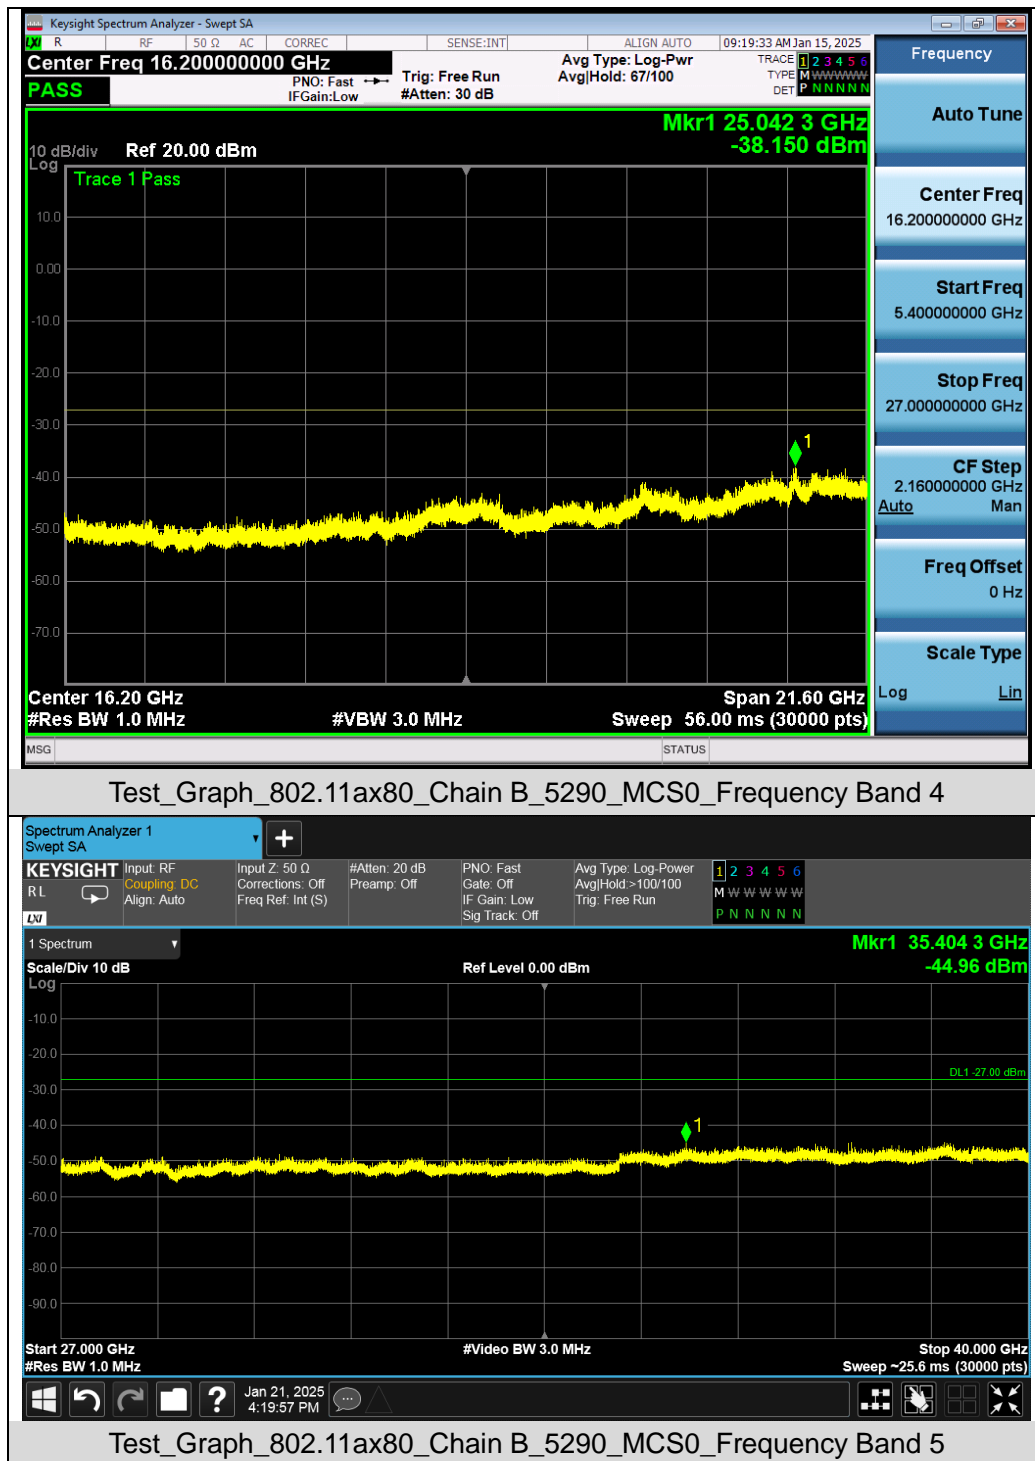 Keysight Spectrum Analyzer - Swept SA
LXI R RF 50 Ω AC CORREC SENSE:INT ALIGN AUTO 09:19:33 AM Jan 15, 2025
Center Freq 16.200000000 GHz
PASS
PNO: Fast
IFGain:Low
Trig: Free Run
#Atten: 30 dB
Avg Type: Log-Pwr
Avg|Hold: 67/100
TRACE 1 2 3 4 5 6
TYPE M WWWWW
DET P N N N N N
Mkr1 25.042 3 GHz
-38.150 dBm
10 dB/div Ref 20.00 dBm
Log
Trace 1 Pass
10.0
0.00
-10.0
-20.0
-30.0
-40.0
-50.0
-60.0
-70.0
1
Center 16.20 GHz Span 21.60 GHz
#Res BW 1.0 MHz #VBW 3.0 MHz Sweep 56.00 ms (30000 pts)
MSG STATUS
Frequency
Auto Tune
Center Freq
16.200000000 GHz
Start Freq
5.400000000 GHz
Stop Freq
27.000000000 GHz
CF Step
2.160000000 GHz
Auto Man
Freq Offset
0 Hz
Scale Type
Log Lin
Test_Graph_802.11ax80_Chain B_5290_MCS0_Frequency Band 4
Spectrum Analyzer 1
Swept SA
+
KEYSIGHT
RL
LXI
Input: RF
Coupling: DC
Align: Auto
Input Z: 50 Ω
Corrections: Off
Freq Ref: Int (S)
#Atten: 20 dB
Preamp: Off
PNO: Fast
Gate: Off
IF Gain: Low
Sig Track: Off
Avg Type: Log-Power
Avg|Hold:>100/100
Trig: Free Run
1 2 3 4 5 6
M W W W W W
P N N N N N
1 Spectrum
Mkr1 35.404 3 GHz
Scale/Div 10 dB Ref Level 0.00 dBm -44.96 dBm
Log
-10.0
-20.0
DL1 -27.00 dBm
-30.0
-40.0
-50.0
-60.0
-70.0
-80.0
-90.0
1
Start 27.000 GHz #Video BW 3.0 MHz Stop 40.000 GHz
#Res BW 1.0 MHz Sweep ~25.6 ms (30000 pts)
?
Jan 21, 2025
4:19:57 PM
Test_Graph_802.11ax80_Chain B_5290_MCS0_Frequency Band 5